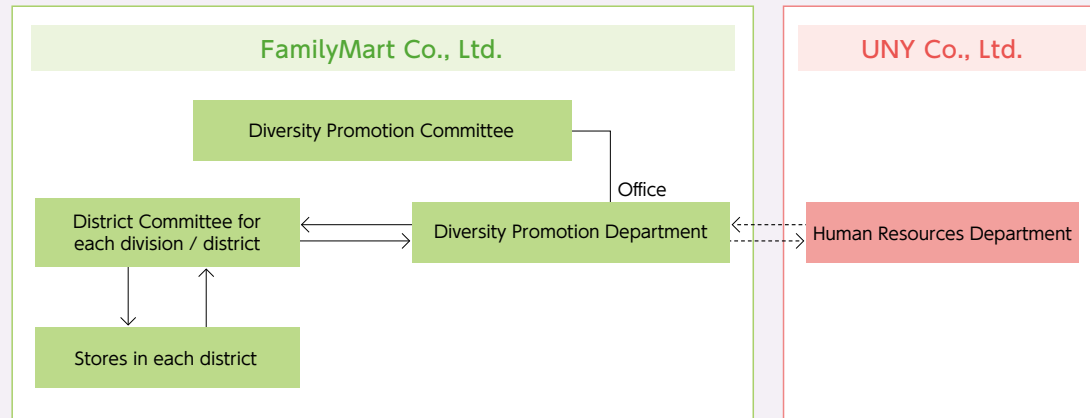 FamilyMart Co., Ltd.
UNY Co., Ltd.
Diversity Promotion Committee
Office
District Committee for
each division / district
Diversity Promotion Department
Human Resources Department
Stores in each district